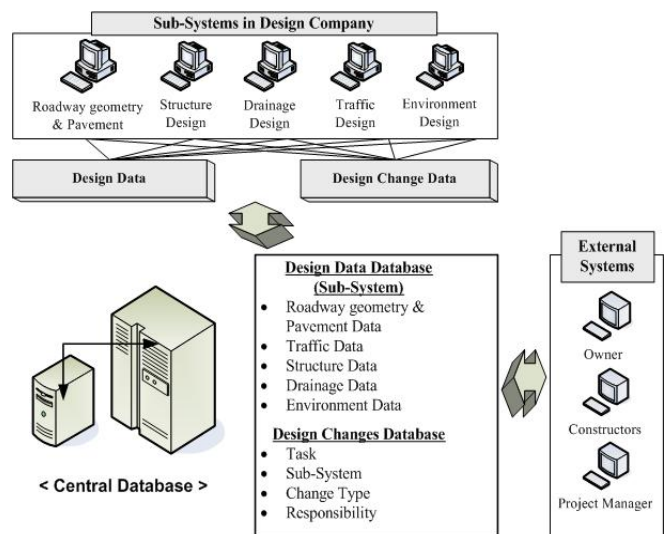 Sub-Systems in Design Company
Roadway geometry
& Pavement
Structure
Design
Drainage
Design
Traffic
Design
Environment
Design
Design Data
Design Change Data
Design Data Database
(Sub-System)
• Roadway geometry &
Pavement Data
• Traffic Data
• Structure Data
• Drainage Data
• Environment Data
Design Changes Database
• Task
• Sub-System
• Change Type
• Responsibility
< Central Database >
External
Systems
Owner
Constructors
Project Manager